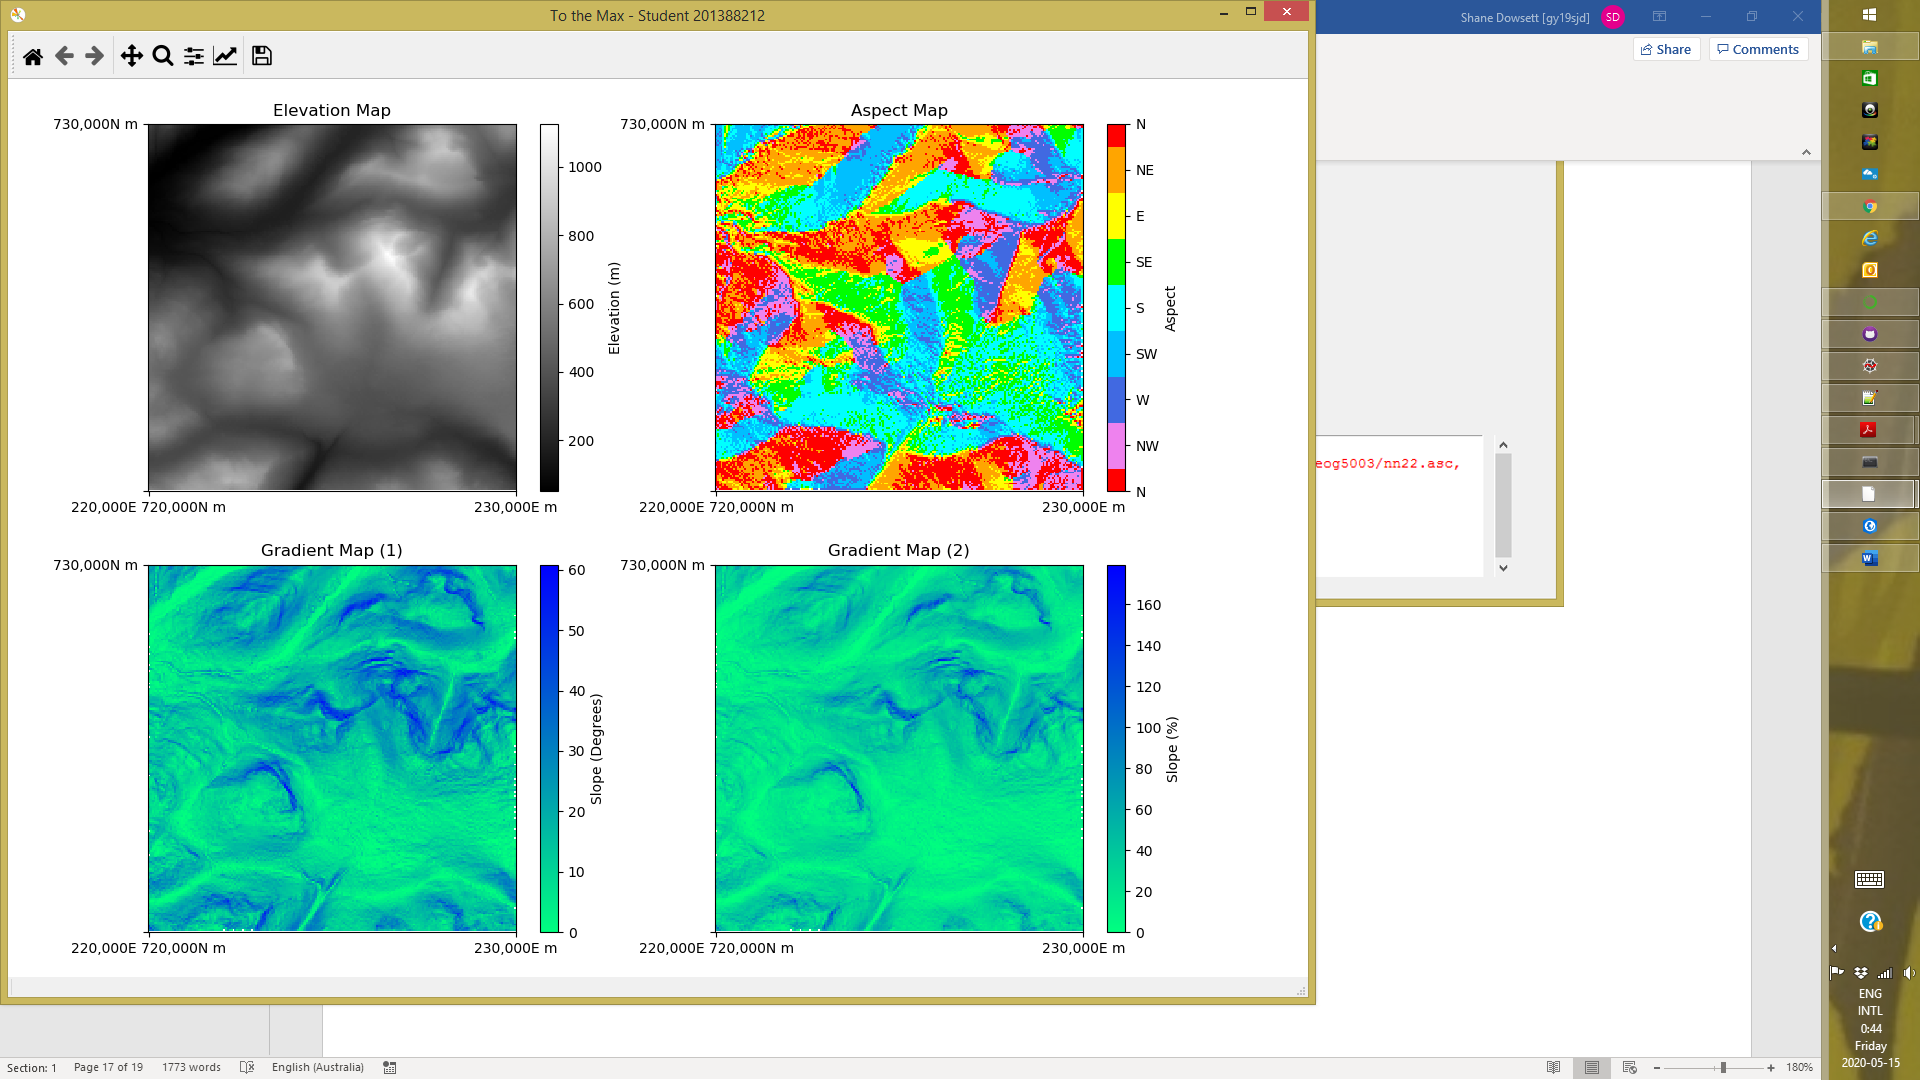 To the Max - Student 201388212
Shane Dowsett [gy19sjd]
SD
Share
Comments
Elevation Map
730,000N m
1000
800
600
400
200
Elevation (m)
220,000E 720,000N m
230,000E m
Aspect Map
730,000N m
N
NE
E
SE
S
SW
W
NW
N
Aspect
220,000E 720,000N m
230,000E m
eog5003/nn22.asc,
Gradient Map (1)
730,000N m
60
50
40
30
20
10
0
Slope (Degrees)
220,000E 720,000N m
230,000E m
Gradient Map (2)
730,000N m
160
140
120
100
80
60
40
20
0
Slope (%)
220,000E 720,000N m
230,000E m
Section: 1
Page 17 of 19
1773 words
English (Australia)
180%
ENG
INTL
0:44
Friday
2020-05-15